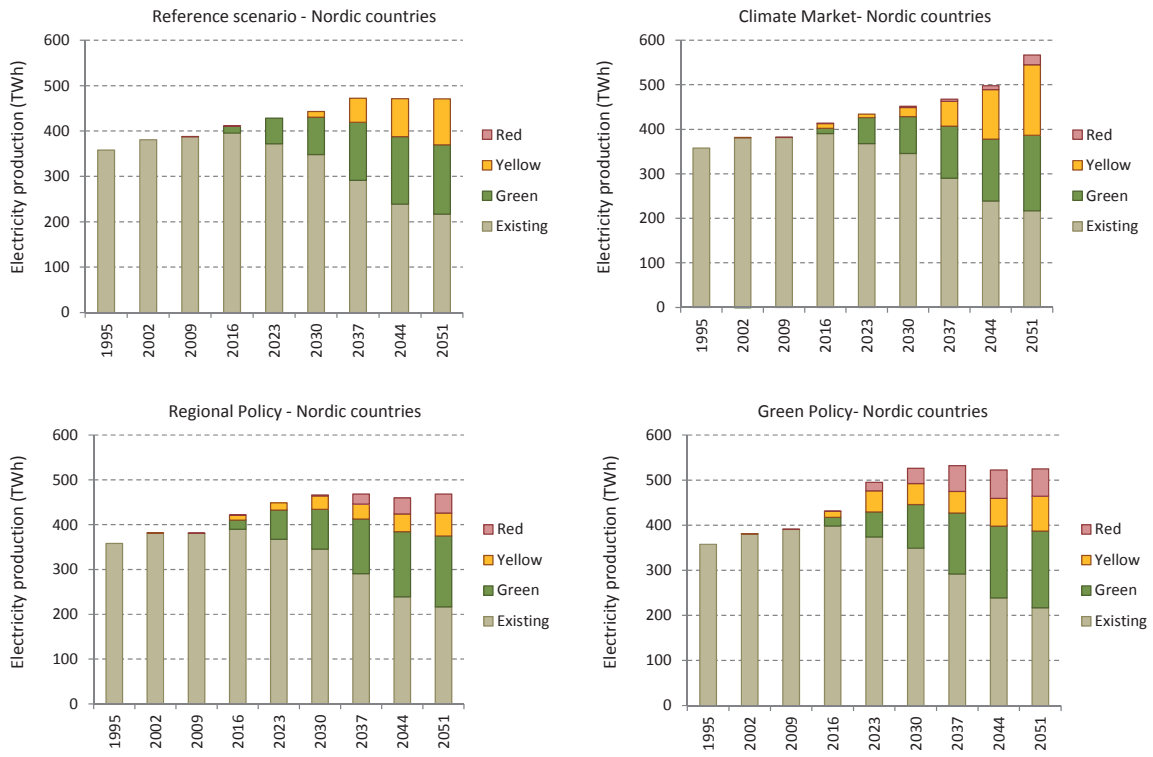 Reference scenario - Nordic countries
Electricity production (TWh)
600
500
400
300
200
100
0
1995
2002
2009
2016
2023
2030
2037
2044
2051
Red
Yellow
Green
Existing
Climate Market- Nordic countries
Electricity production (TWh)
600
500
400
300
200
100
0
1995
2002
2009
2016
2023
2030
2037
2044
2051
Red
Yellow
Green
Existing
Regional Policy - Nordic countries
Electricity production (TWh)
600
500
400
300
200
100
0
1995
2002
2009
2016
2023
2030
2037
2044
2051
Red
Yellow
Green
Existing
Green Policy- Nordic countries
Electricity production (TWh)
600
500
400
300
200
100
0
1995
2002
2009
2016
2023
2030
2037
2044
2051
Red
Yellow
Green
Existing